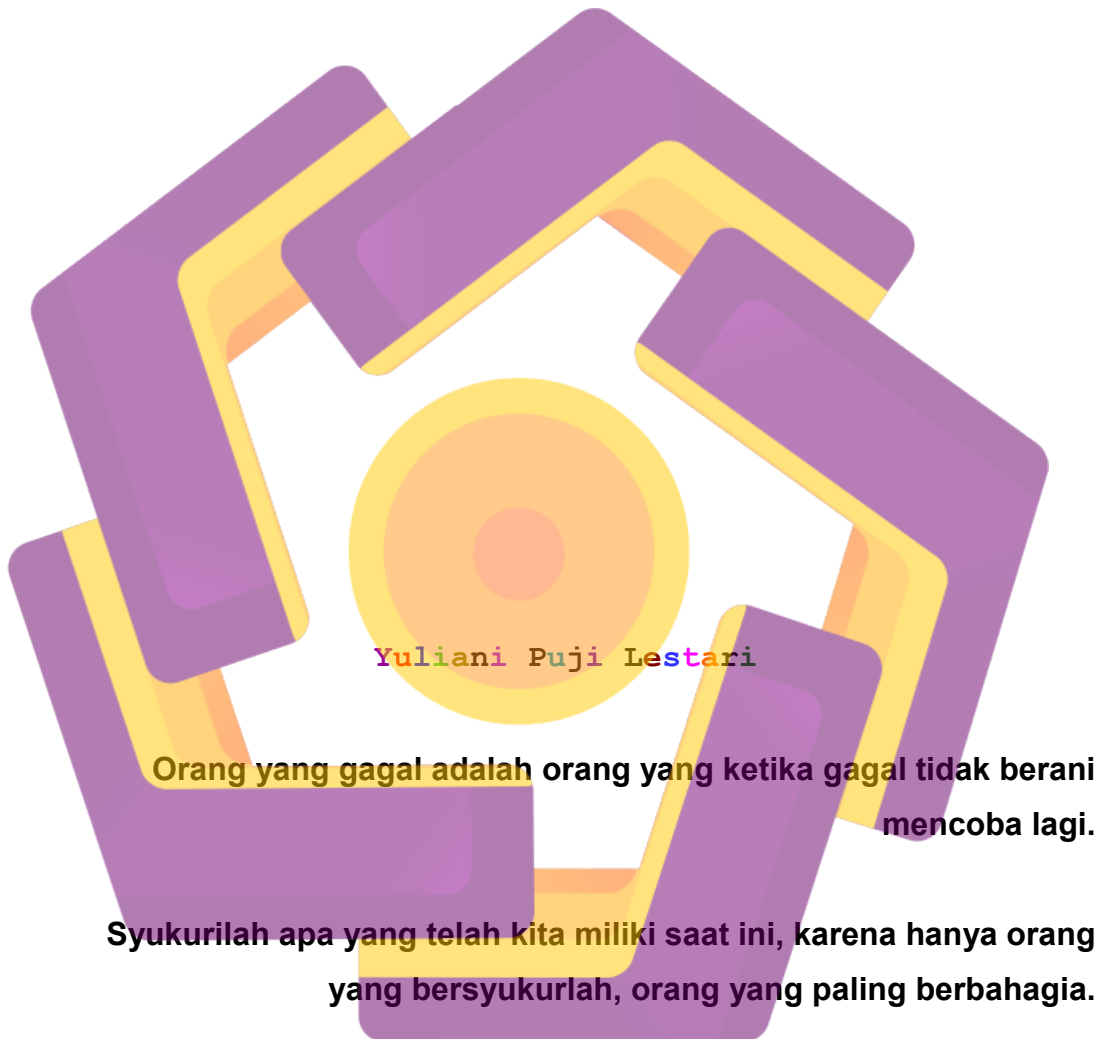 Yuliani Puji Lestari
Orang yang gagal adalah orang yang ketika gagal tidak berani
mencoba lagi.
Syukurilah apa yang telah kita miliki saat ini, karena hanya orang
yang bersyukurlah, orang yang paling berbahagia.